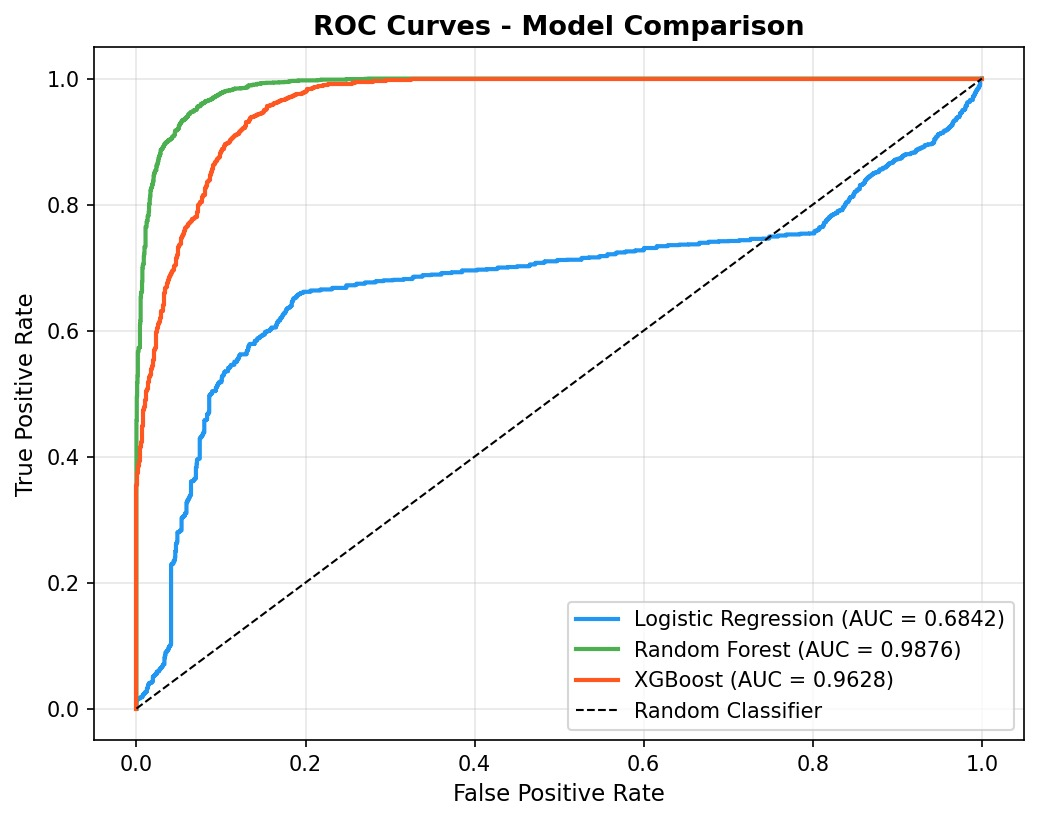 ROC Curves - Model Comparison
True Positive Rate
1.0
0.8
0.6
0.4
0.2
0.0
Logistic Regression (AUC = 0.6842)
Random Forest (AUC = 0.9876)
XGBoost (AUC = 0.9628)
Random Classifier
0.0 0.2 0.4 0.6 0.8 1.0
False Positive Rate